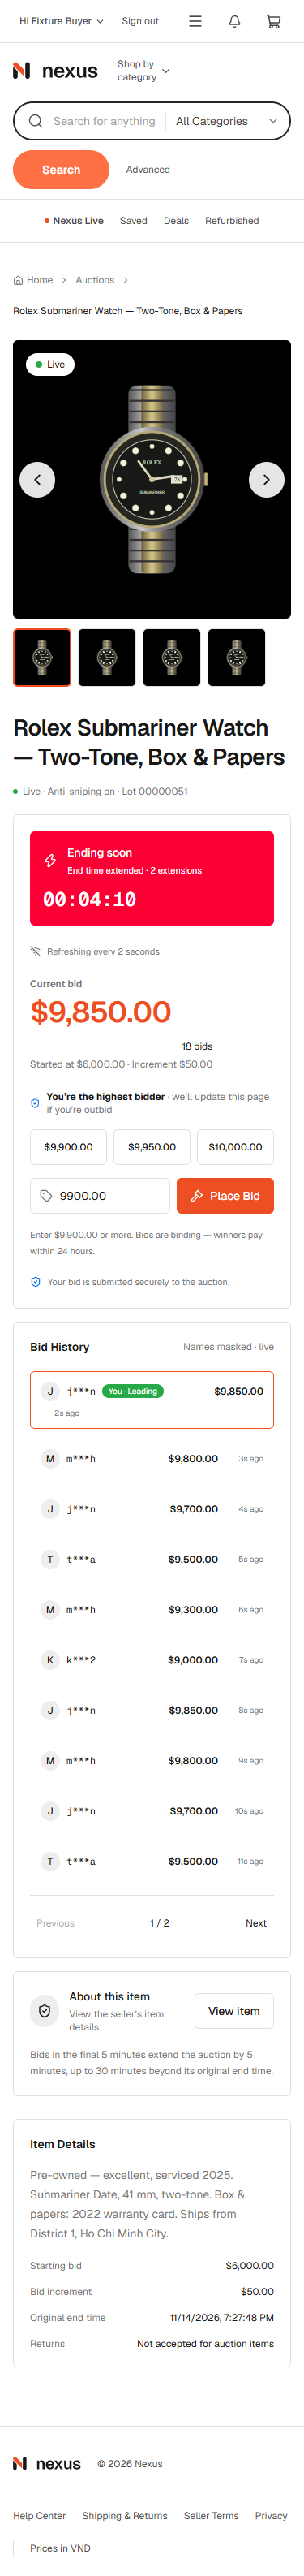 Hi Fixture Buyer
Sign out
nexus
Shop by
category
Search for anything
All Categories
Search
Advanced
Nexus Live
Saved
Deals
Refurbished
Home
Auctions
Rolex Submariner Watch — Two-Tone, Box & Papers
Live
ROLEX
28
SUBMARINER
Rolex Submariner Watch
— Two-Tone, Box & Papers
Live · Anti-sniping on · Lot 00000051
Ending soon
End time extended · 2 extensions
00:04:10
Refreshing every 2 seconds
Current bid
$9,850.00
18 bids
Started at $6,000.00 · Increment $50.00
You're the highest bidder · we'll update this page
if you're outbid
$9,900.00
$9,950.00
$10,000.00
9900.00
Place Bid
Enter $9,900.00 or more. Bids are binding — winners pay
within 24 hours.
Your bid is submitted securely to the auction.
Bid History
Names masked · live
J j***n You · Leading $9,850.00
2s ago
M m***h $9,800.00 3s ago
J j***n $9,700.00 4s ago
T t***a $9,500.00 5s ago
M m***h $9,300.00 6s ago
K k***2 $9,000.00 7s ago
J j***n $9,850.00 8s ago
M m***h $9,800.00 9s ago
J j***n $9,700.00 10s ago
T t***a $9,500.00 11s ago
Previous
1 / 2
Next
About this item
View the seller's item
details
View item
Bids in the final 5 minutes extend the auction by 5
minutes, up to 30 minutes beyond its original end time.
Item Details
Pre-owned — excellent, serviced 2025.
Submariner Date, 41 mm, two-tone. Box &
papers: 2022 warranty card. Ships from
District 1, Ho Chi Minh City.
Starting bid $6,000.00
Bid increment $50.00
Original end time 11/14/2026, 7:27:48 PM
Returns Not accepted for auction items
nexus
© 2026 Nexus
Help Center
Shipping & Returns
Seller Terms
Privacy
Prices in VND